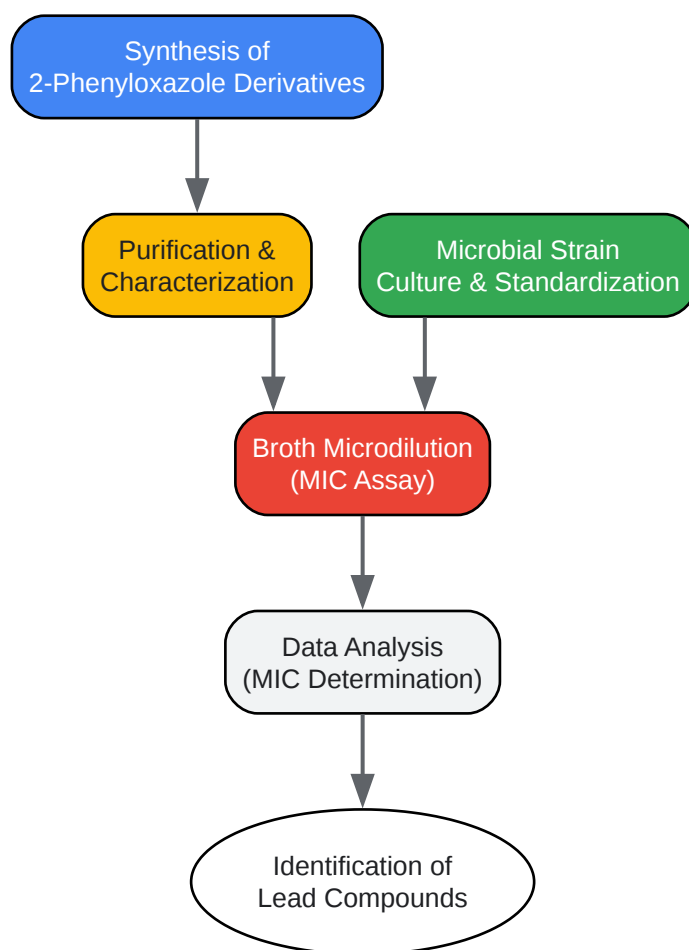 Synthesis of
2-Phenyloxazole Derivatives
Purification &
Characterization
Microbial Strain
Culture & Standardization
Broth Microdilution
(MIC Assay)
Data Analysis
(MIC Determination)
Identification of
Lead Compounds